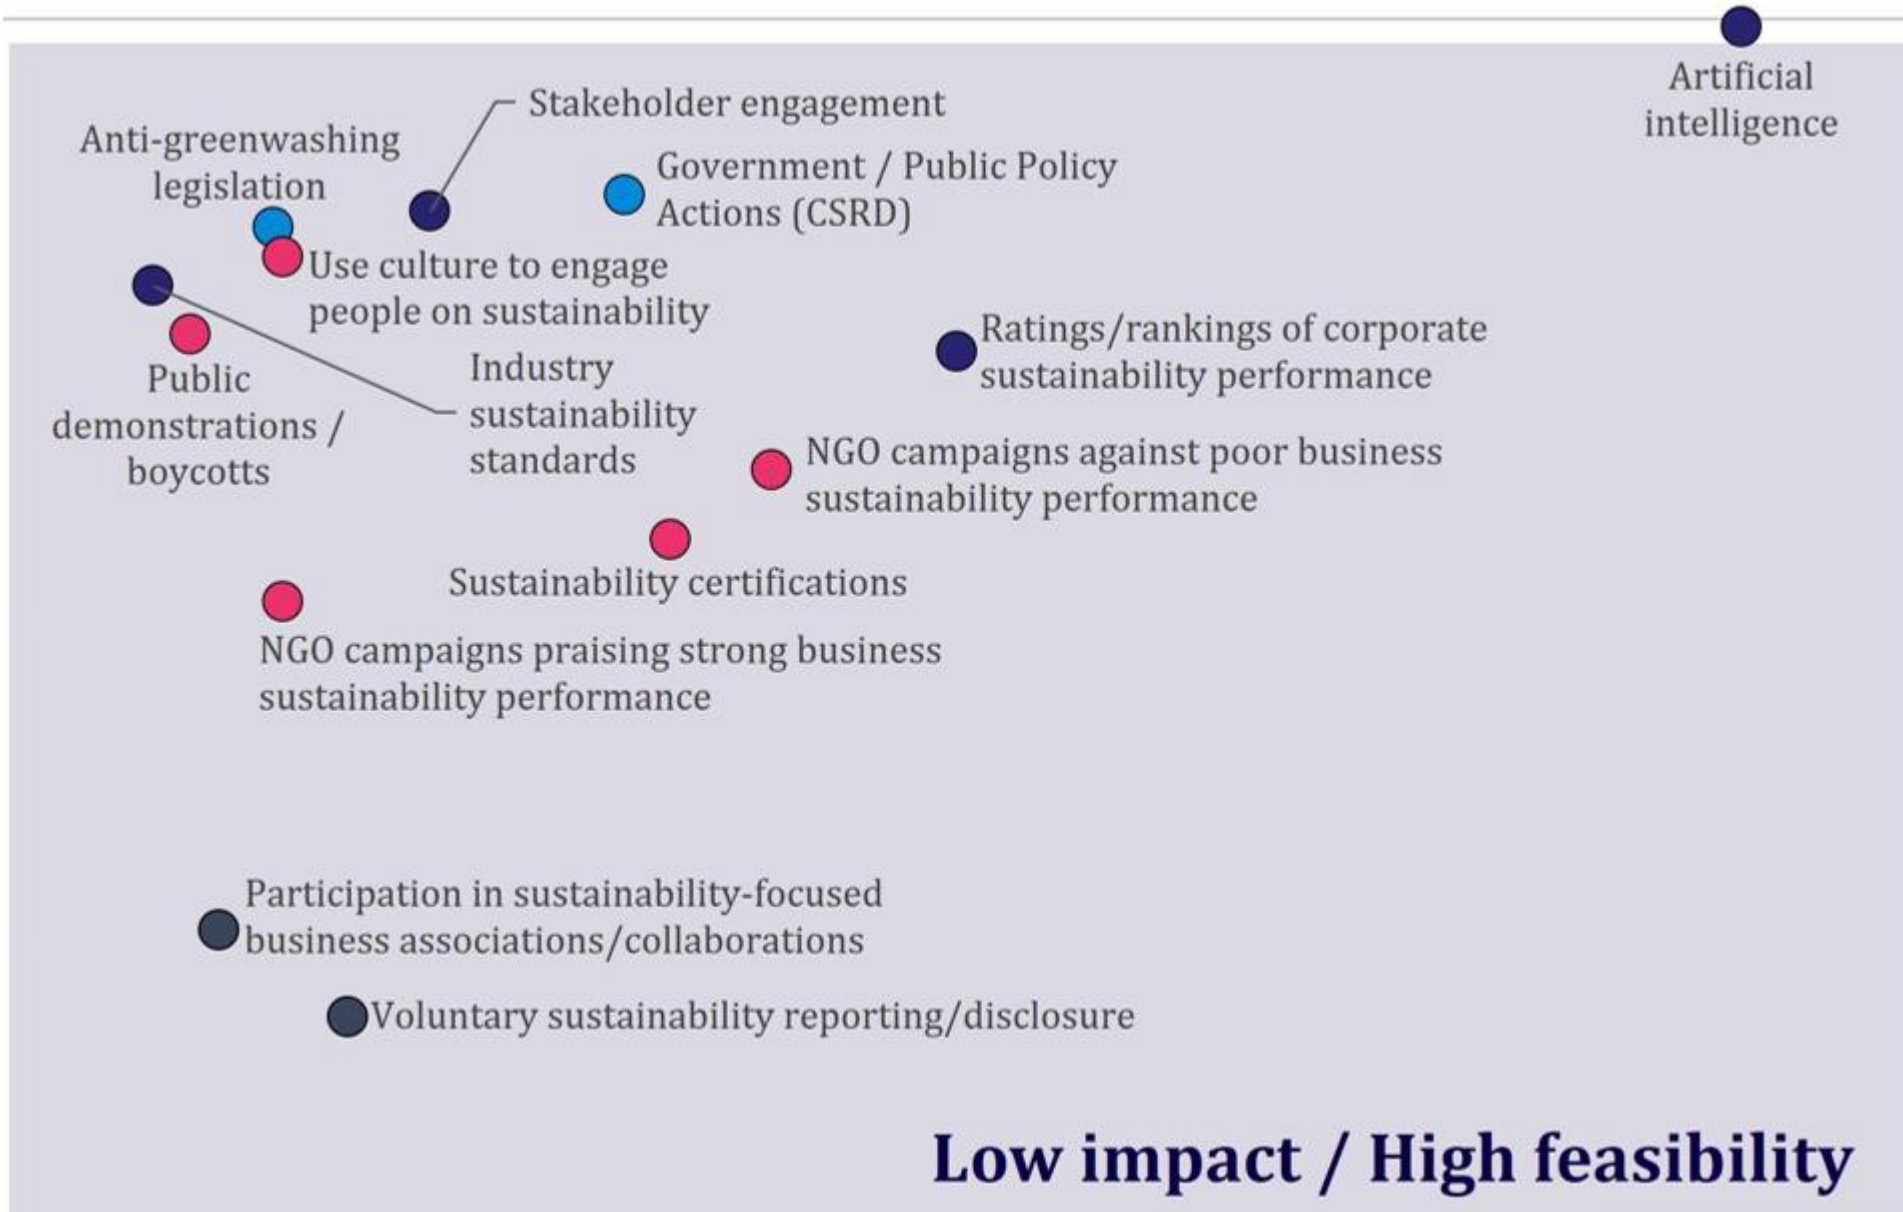 Artificial
intelligence
Stakeholder engagement
Anti-greenwashing
legislation
Government / Public Policy
Actions (CSRD)
Use culture to engage
people on sustainability
Ratings/rankings of corporate
sustainability performance
Public
demonstrations /
boycotts
Industry
sustainability
standards
NGO campaigns against poor business
sustainability performance
Sustainability certifications
NGO campaigns praising strong business
sustainability performance
Participation in sustainability-focused
business associations/collaborations
Voluntary sustainability reporting/disclosure
Low impact / High feasibility